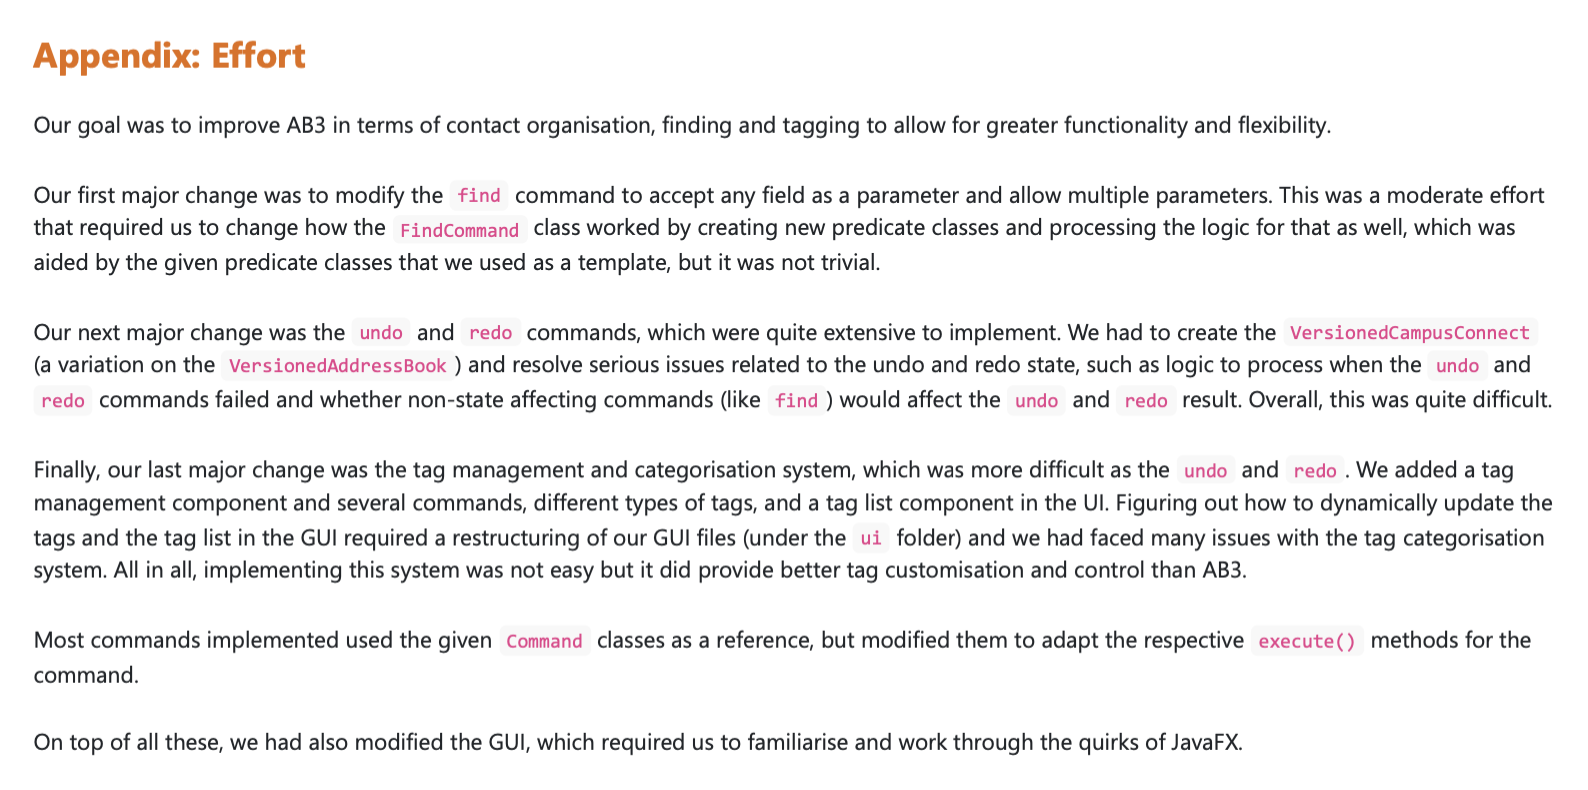 Appendix: Effort
Our goal was to improve AB3 in terms of contact organisation, finding and tagging to allow for greater functionality and flexibility.
Our first major change was to modify the find command to accept any field as a parameter and allow multiple parameters. This was a moderate effort
that required us to change how the FindCommand class worked by creating new predicate classes and processing the logic for that as well, which was
aided by the given predicate classes that we used as a template, but it was not trivial.
Our next major change was the undo and redo commands, which were quite extensive to implement. We had to create the VersionedCampusConnect
(a variation on the VersionedAddressBook ) and resolve serious issues related to the undo and redo state, such as logic to process when the undo and
redo commands failed and whether non-state affecting commands (like find ) would affect the undo and redo result. Overall, this was quite difficult.
Finally, our last major change was the tag management and categorisation system, which was more difficult as the undo and redo . We added a tag
management component and several commands, different types of tags, and a tag list component in the UI. Figuring out how to dynamically update the
tags and the tag list in the GUI required a restructuring of our GUI files (under the ui folder) and we had faced many issues with the tag categorisation
system. All in all, implementing this system was not easy but it did provide better tag customisation and control than AB3.
Most commands implemented used the given Command classes as a reference, but modified them to adapt the respective execute() methods for the
command.
On top of all these, we had also modified the GUI, which required us to familiarise and work through the quirks of JavaFX.